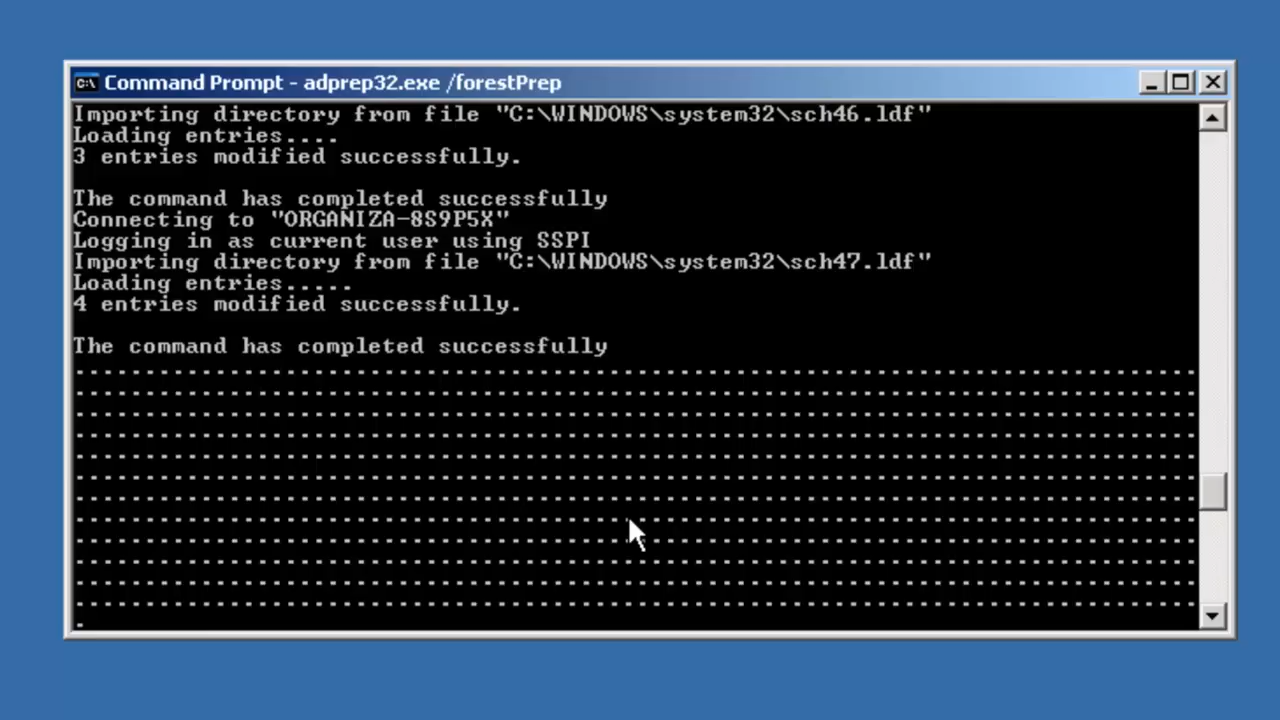 Command Prompt - adprep32.exe /forestPrep
Importing directory from file "C:\WINDOWS\system32\sch46.ldf"
Loading entries....
3 entries modified successfully.
The command has completed successfully
Connecting to "ORGANIZA-8S9P5X"
Logging in as current user using SSPI
Importing directory from file "C:\WINDOWS\system32\sch47.ldf"
Loading entries.....
4 entries modified successfully.
The command has completed successfully
................................................................................
................................................................................
................................................................................
................................................................................
................................................................................
................................................................................
................................................................................
................................................................................
................................................................................
................................................................................
................................................................................
................................................................................
.